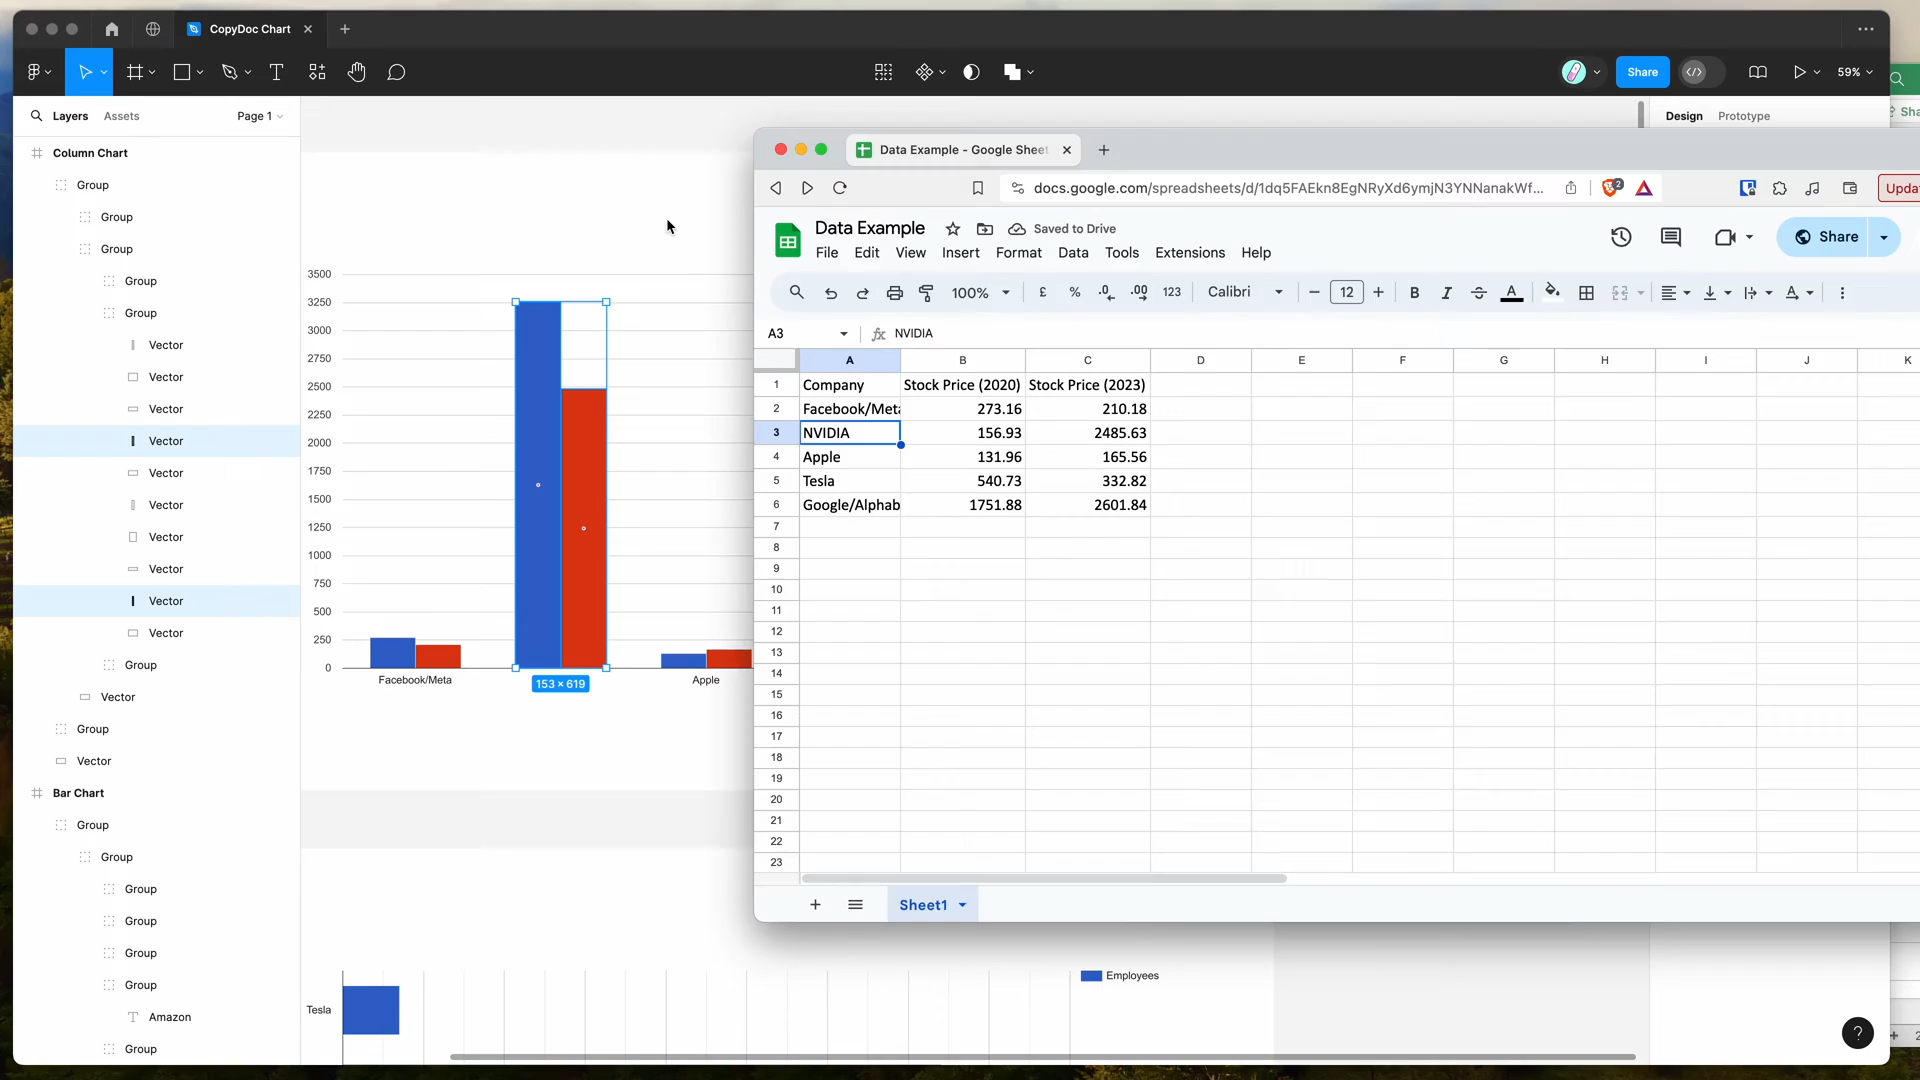 CopyDoc Chart
Share
59%
Layers
Assets
Page 1
Design
Prototype
Column Chart
Group
Group
Group
Group
Group
Vector
Vector
Vector
Vector
Vector
Vector
Vector
Vector
Vector
Vector
Group
Vector
Group
Vector
Bar Chart
Group
Group
Group
Group
Group
Group
Amazon
Group
3500
3250
3000
2750
2500
2250
2000
1750
1500
1250
1000
750
500
250
0
Facebook/Meta
153 × 619
Apple
Tesla
Employees
Data Example - Google Sheet
docs.google.com/spreadsheets/d/1dq5FAEkn8EgNRyXd6ymjN3YNNanakWf...
2
Upda
Data Example
Saved to Drive
File Edit View Insert Format Data Tools Extensions Help
Share
100%
£ % .0 .00 123
Calibri
12
B I A
A
A3
fx NVIDIA
A B C D E F G H I J K
1 Company Stock Price (2020) Stock Price (2023)
2 Facebook/Meta 273.16 210.18
3 NVIDIA 156.93 2485.63
4 Apple 131.96 165.56
5 Tesla 540.73 332.82
6 Google/Alphab 1751.88 2601.84
7
8
9
10
11
12
13
14
15
16
17
18
19
20
21
22
23
Sheet1
Sha
?